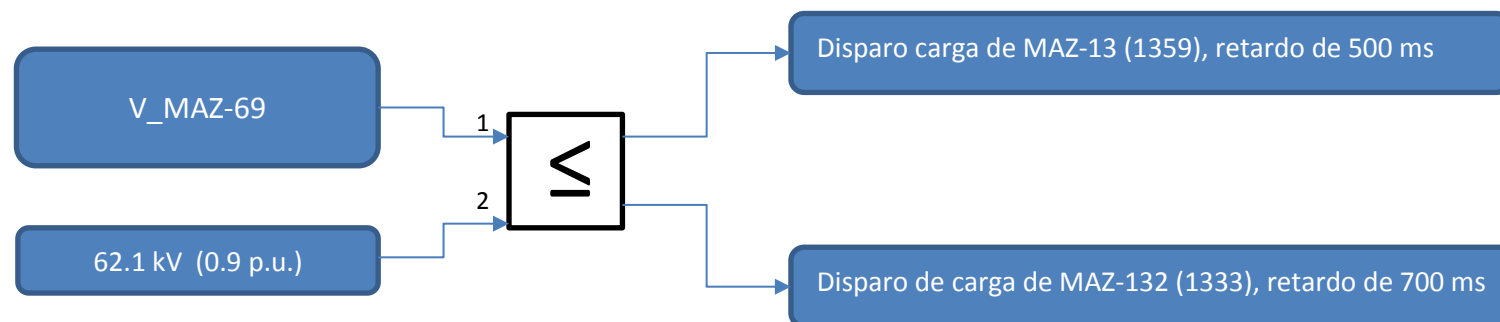 Disparo carga de MAZ-13 (1359), retardo de 500 ms
V_MAZ-69
1
≤
2
62.1 kV (0.9 p.u.)
Disparo de carga de MAZ-132 (1333), retardo de 700 ms